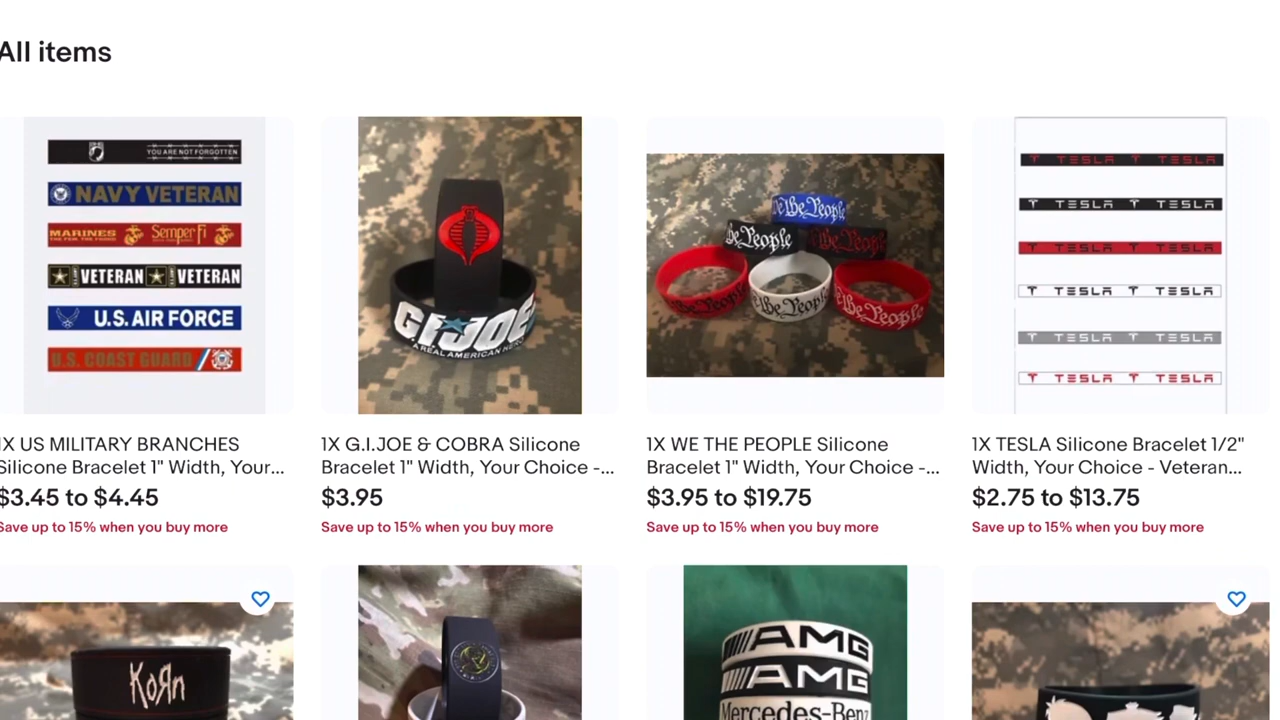 All items
YOU ARE NOT FORGOTTEN
NAVY VETERAN
MARINES Semper Fi
THE FEW. THE PROUD.
VETERAN VETERAN
U.S. AIR FORCE
U.S. COAST GUARD
G.I.JOE
A REAL AMERICAN HERO
We the People
We the People We the People
We the People We the People We the People
TESLA TESLA
TESLA TESLA
TESLA TESLA
TESLA TESLA
TESLA TESLA
TESLA TESLA
1X US MILITARY BRANCHES
Silicone Bracelet 1" Width, Your...
$3.45 to $4.45
Save up to 15% when you buy more
1X G.I.JOE & COBRA Silicone
Bracelet 1" Width, Your Choice -...
$3.95
Save up to 15% when you buy more
1X WE THE PEOPLE Silicone
Bracelet 1" Width, Your Choice -...
$3.95 to $19.75
Save up to 15% when you buy more
1X TESLA Silicone Bracelet 1/2"
Width, Your Choice - Veteran...
$2.75 to $13.75
Save up to 15% when you buy more
KoRn
AMG
AMG
Mercedes-Benz